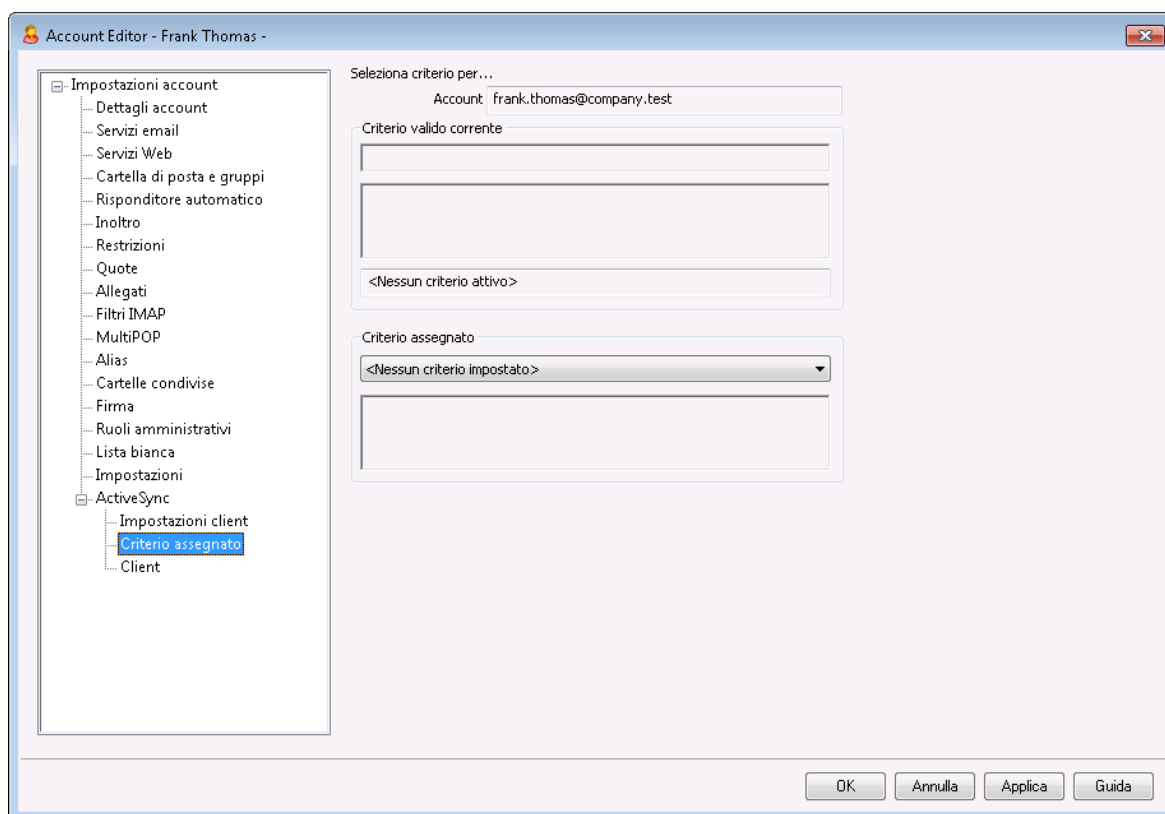 Account Editor - Frank Thomas -
Impostazioni account
Dettagli account
Servizi email
Servizi Web
Cartella di posta e gruppi
Risponditore automatico
Inoltro
Restrizioni
Quote
Allegati
Filtri IMAP
MultiPOP
Alias
Cartelle condivise
Firma
Ruoli amministrativi
Lista bianca
Impostazioni
ActiveSync
Impostazioni client
Criterio assegnato
Client
Seleziona criterio per...
Account frank.thomas@company.test
Criterio valido corrente
<Nessun criterio attivo>
Criterio assegnato
<Nessun criterio impostato>
OK Annulla Applica Guida